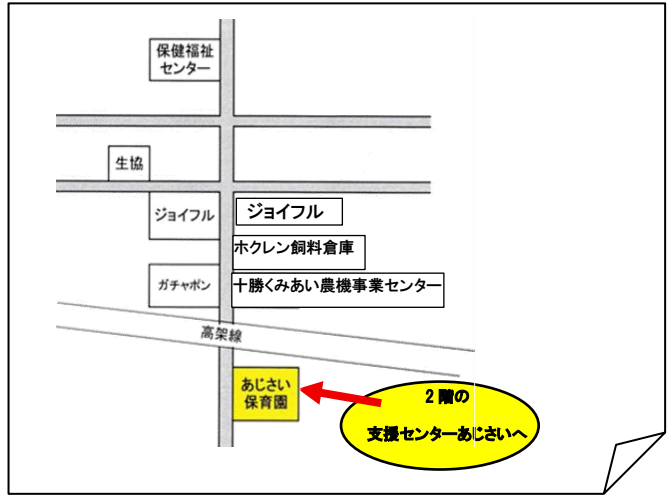 保健福祉
センター
生協
ジョイフル
ジョイフル
ホクレン飼料倉庫
ガチャポン
十勝くみあい農機事業センター
高架線
あじさい
保育園
2階の
支援センターあじさいへ